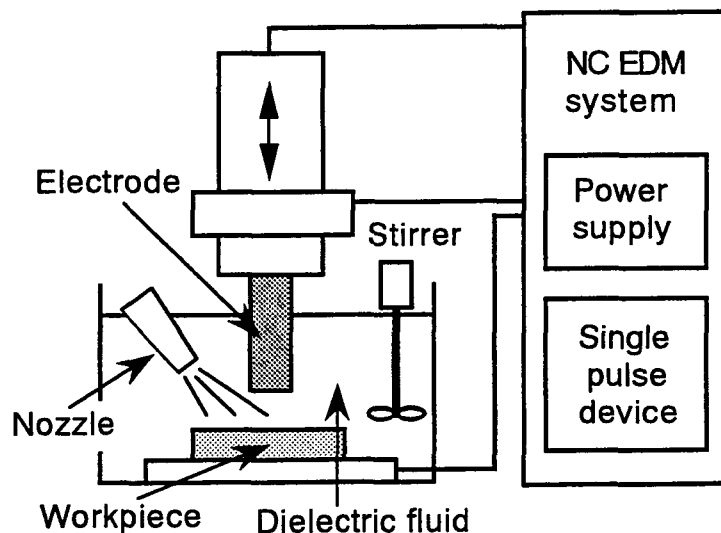 NC EDM
system
Electrode
Power
supply
Stirrer
Single
pulse
device
Nozzle
Workpiece
Dielectric fluid